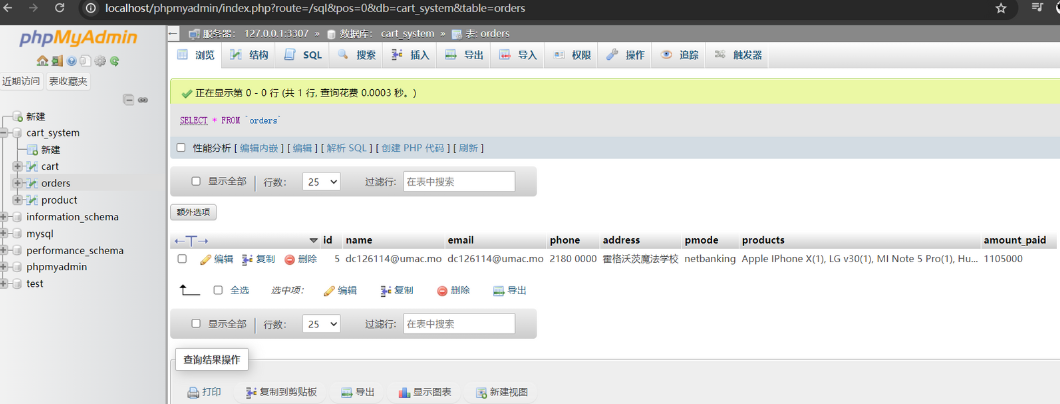 localhost/phpmyadmin/index.php?route=/sql&pos=0&db=cart_system&table=orders
phpMyAdmin
近期访问 表收藏夹
新建
cart_system
新建
cart
orders
product
information_schema
mysql
performance_schema
phpmyadmin
test
服务器: 127.0.0.1:3307 » 数据库: cart_system » 表: orders
浏览 结构 SQL 搜索 插入 导出 导入 权限 操作 追踪 触发器
正在显示第 0 - 0 行 (共 1 行, 查询花费 0.0003 秒。)
SELECT * FROM `orders`
性能分析 [ 编辑内嵌 ] [ 编辑 ] [ 解析 SQL ] [ 创建 PHP 代码 ] [ 刷新 ]
显示全部 行数: 25 过滤行: 在表中搜索
额外选项
←T→ id name email phone address pmode products amount_paid
编辑 复制 删除 5 dc126114@umac.mo dc126114@umac.mo 2180 0000 霍格沃茨魔法学校 netbanking Apple IPhone X(1), LG v30(1), MI Note 5 Pro(1), Hu... 1105000
全选 选中项: 编辑 复制 删除 导出
显示全部 行数: 25 过滤行: 在表中搜索
查询结果操作
打印 复制到剪贴板 导出 显示图表 新建视图